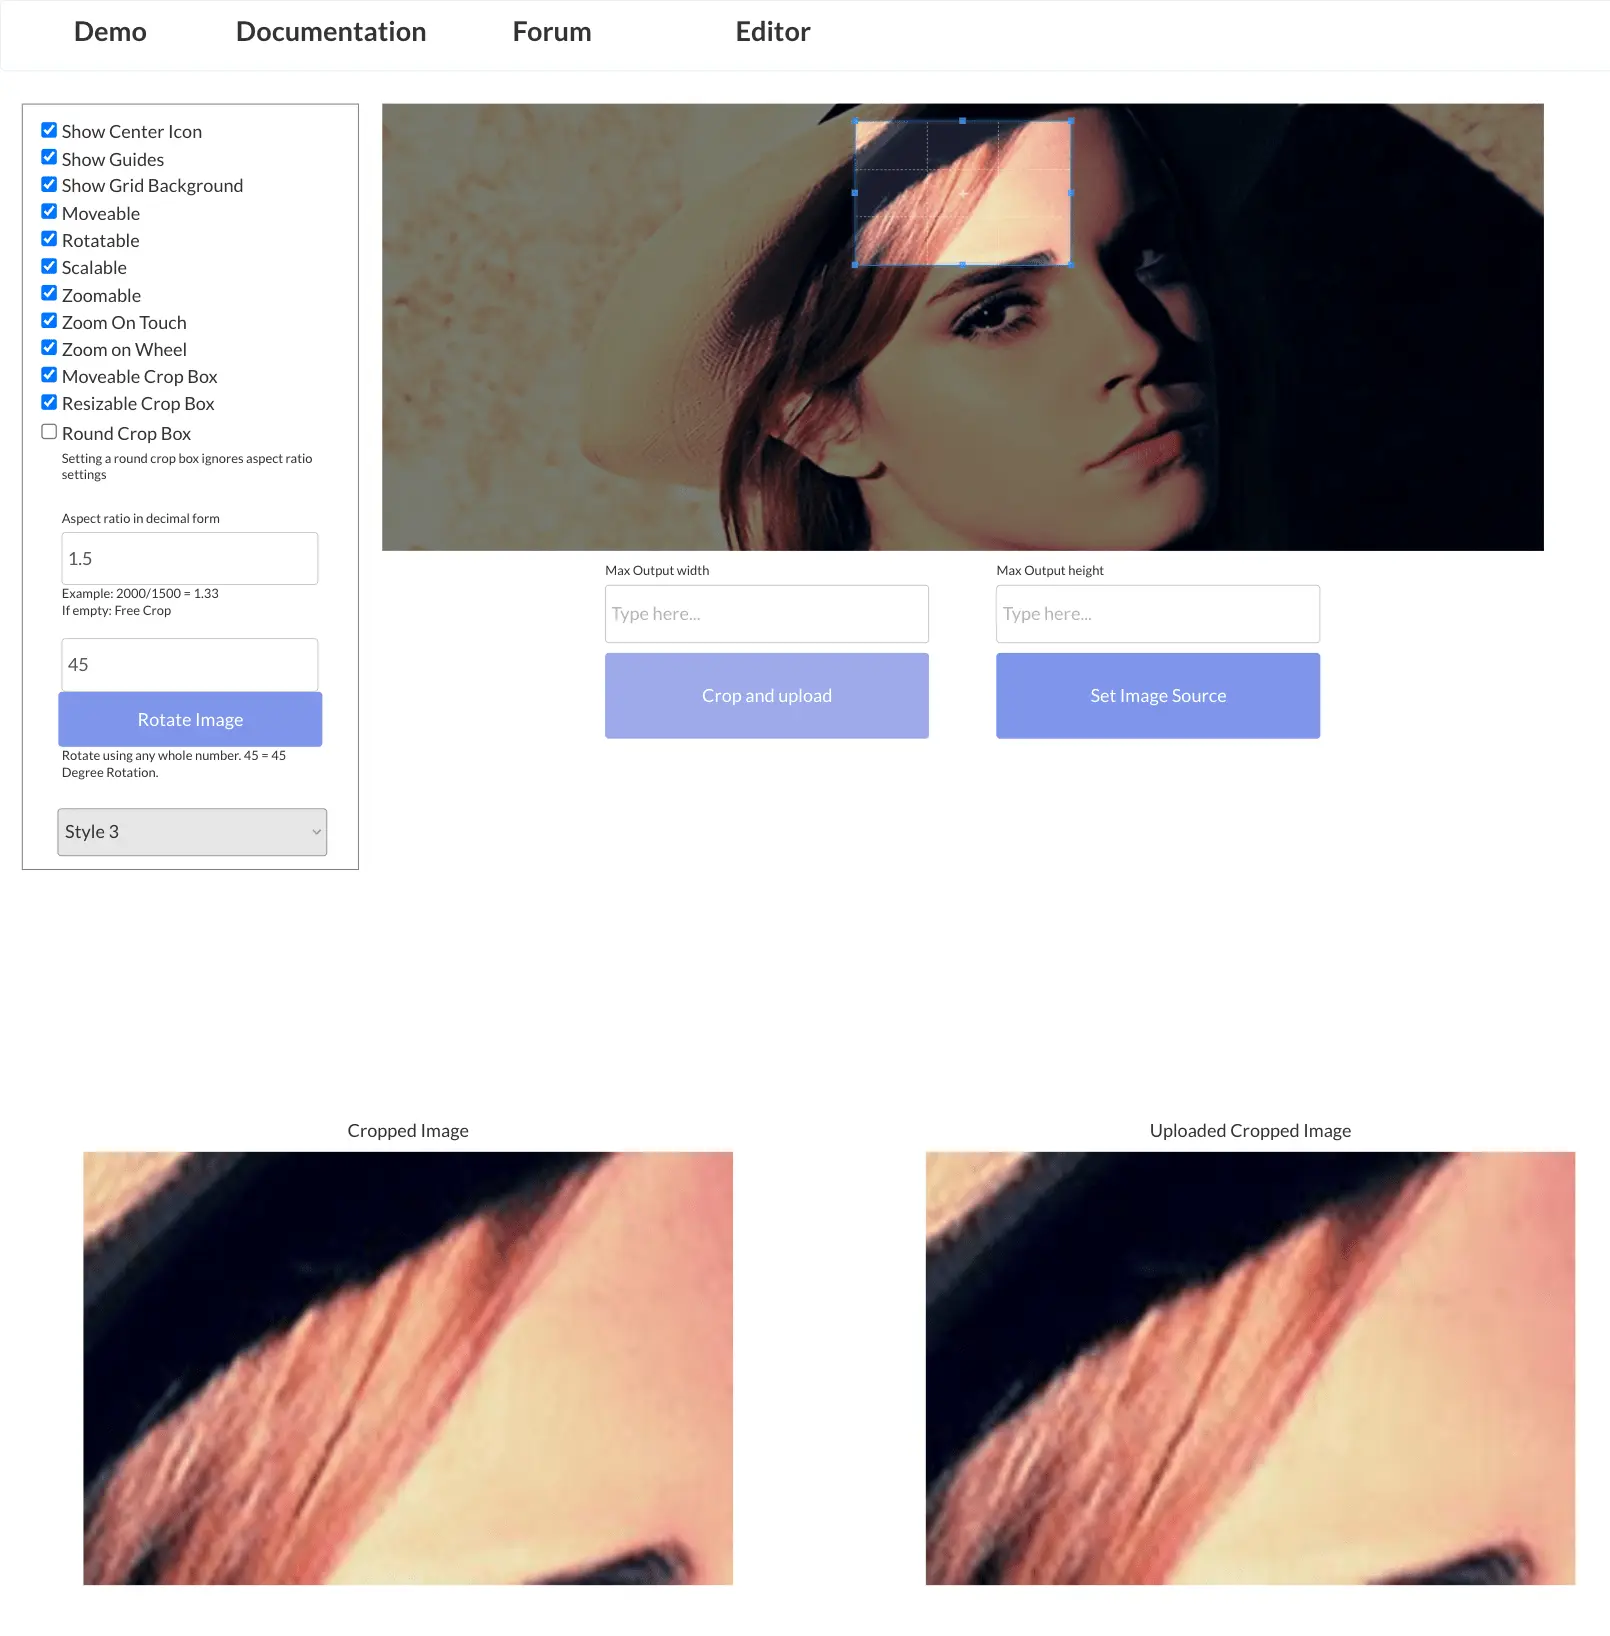 Demo
Documentation
Forum
Editor
Show Center Icon
Show Guides
Show Grid Background
Moveable
Rotatable
Scalable
Zoomable
Zoom On Touch
Zoom on Wheel
Moveable Crop Box
Resizable Crop Box
Round Crop Box
Setting a round crop box ignores aspect ratio
settings
Aspect ratio in decimal form
1.5
Example: 2000/1500 = 1.33
If empty: Free Crop
45
Rotate Image
Rotate using any whole number. 45 = 45
Degree Rotation.
Style 3
Max Output width
Type here...
Crop and upload
Max Output height
Type here...
Set Image Source
Cropped Image
Uploaded Cropped Image